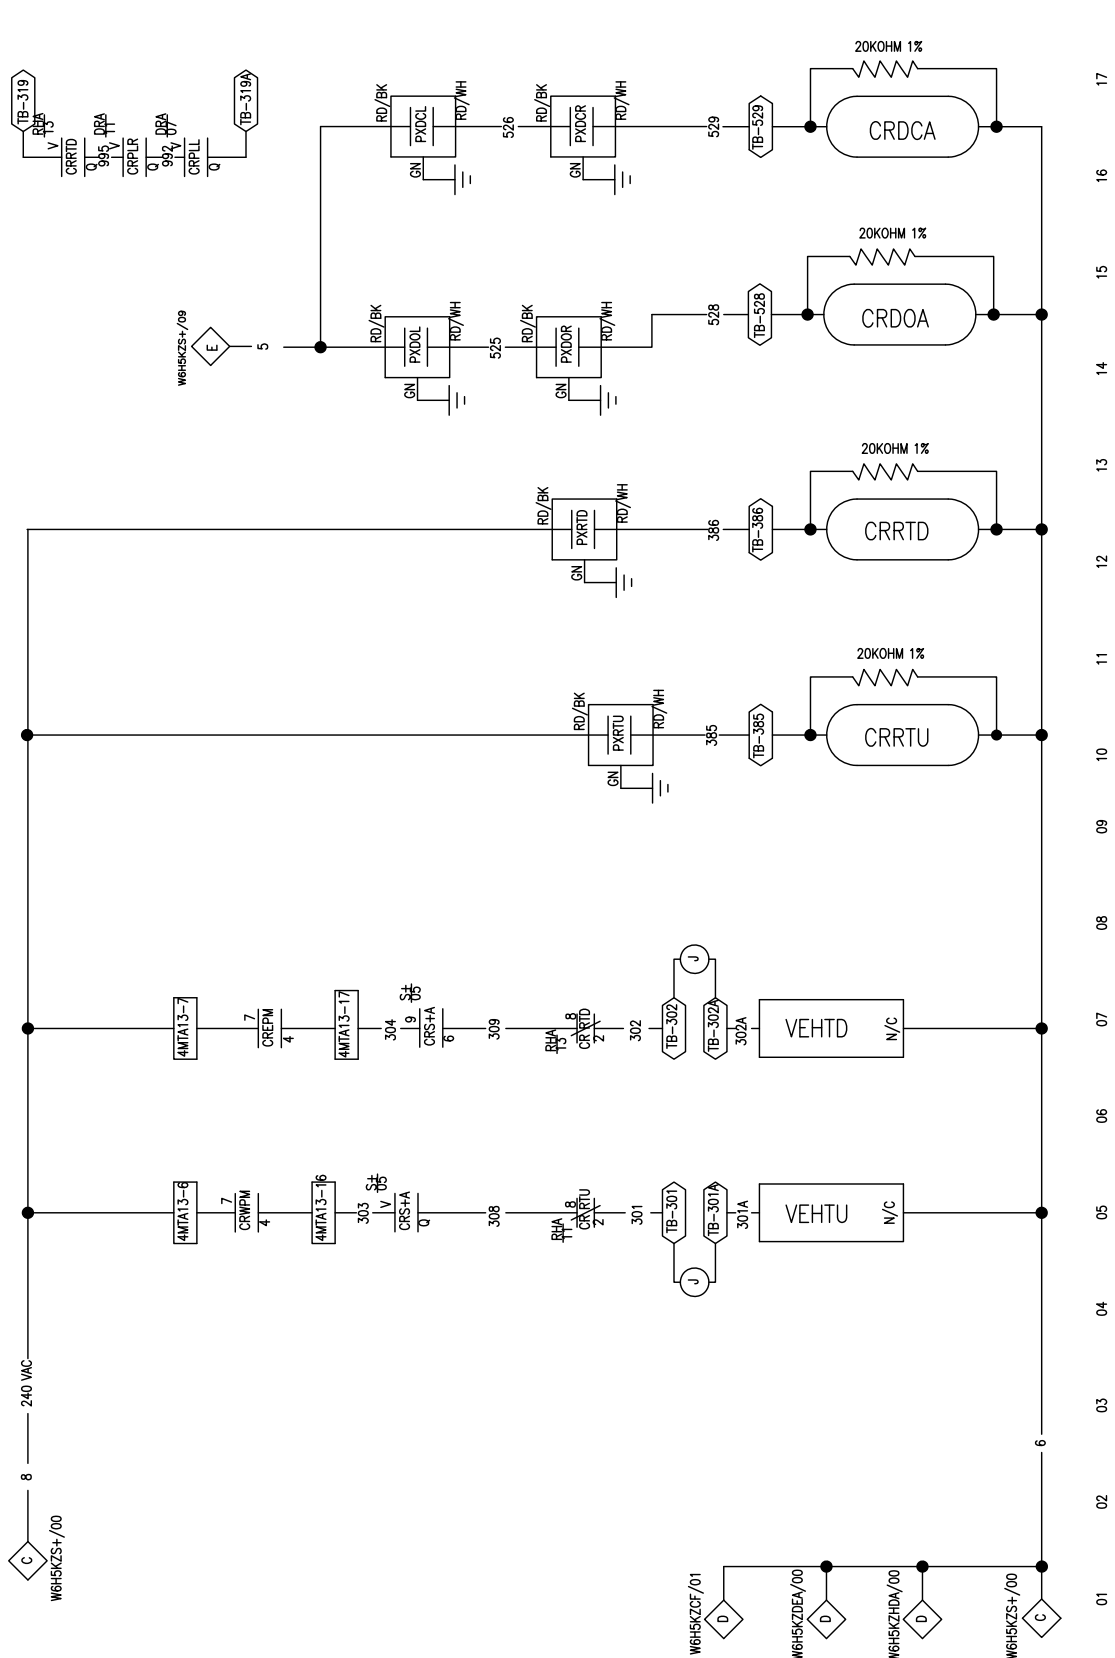 C
W6H5KZS+/00
8
240 VAC
4MTA13-6
7
CRWPM
4
4MTA13-16
303
S±
05
V
CRS+A
Q
308
RHA
11
8
CRRTU
2
301
TB-301
J
TB-301A
301A
VEHTU
N/C
4MTA13-7
7
CREPM
4
4MTA13-17
304
S±
05
9
CRS+A
6
309
RHA
13
8
CRRTD
2
302
TB-302
J
TB-302A
302A
VEHTD
N/C
RD/BK
PXRTU
RD/WH
GN
385
TB-385
CRRTU
20KOHM 1%
RD/BK
PXRTD
RD/WH
GN
386
TB-386
CRRTD
20KOHM 1%
W6H5KZS+/09
E
5
RD/BK
PXDOL
RD/WH
GN
525
RD/BK
PXDOR
RD/WH
GN
528
TB-528
CRDOA
20KOHM 1%
RD/BK
PXDCL
RD/WH
GN
526
RD/BK
PXDCR
RD/WH
GN
529
TB-529
CRDCA
20KOHM 1%
TB-319
RHA
13
V
CRRTD
Q
995
DRA
11
V
CRPLR
Q
992
DRA
07
V
CRPLL
Q
TB-319A
W6H5KZCF/01
D
W6H5KZDEA/00
D
W6H5KZHDA/00
D
W6H5KZS+/00
C
6
01
02
03
04
05
06
07
08
09
10
11
12
13
14
15
16
17